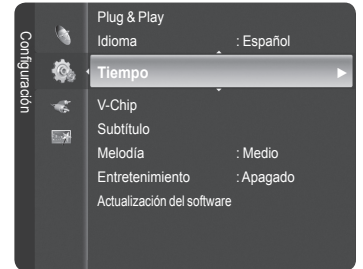 Configuración
Plug & Play
Idioma : Español
Tiempo
V-Chip
Subtítulo
Melodía : Medio
Entretenimiento : Apagado
Actualización del software